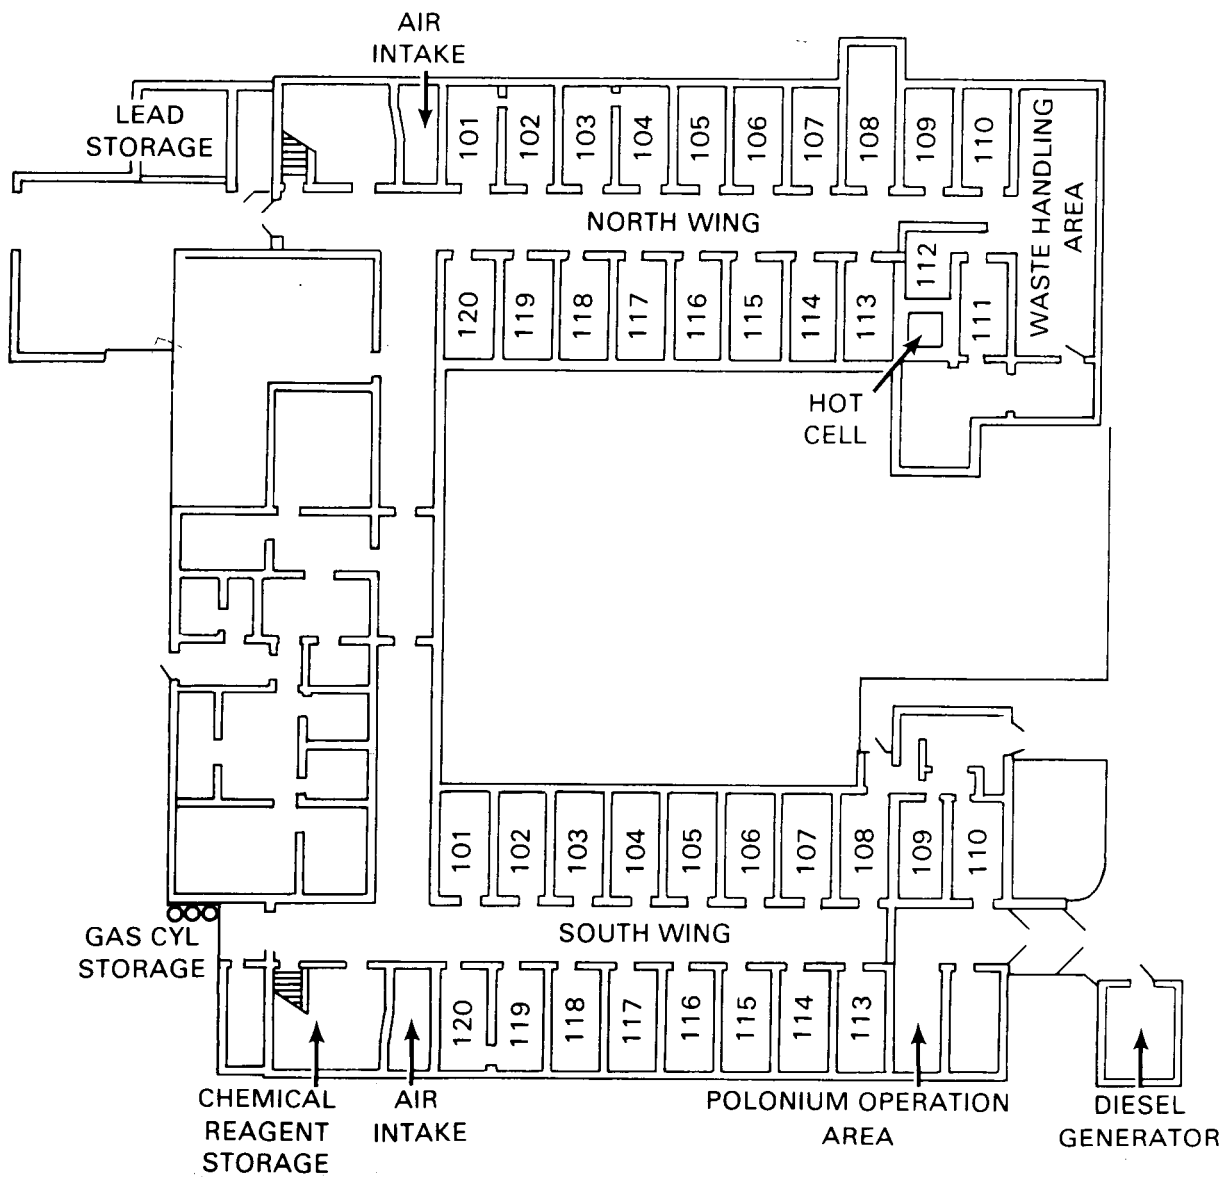 AIR
INTAKE
LEAD
STORAGE
101
102
103
104
105
106
107
108
109
110
WASTE HANDLING
AREA
NORTH WING
112
120
119
118
117
116
115
114
113
111
HOT
CELL
101
102
103
104
105
106
107
108
109
110
SOUTH WING
GAS CYL
STORAGE
120
119
118
117
116
115
114
113
CHEMICAL
REAGENT
STORAGE
AIR
INTAKE
POLONIUM OPERATION
AREA
DIESEL
GENERATOR